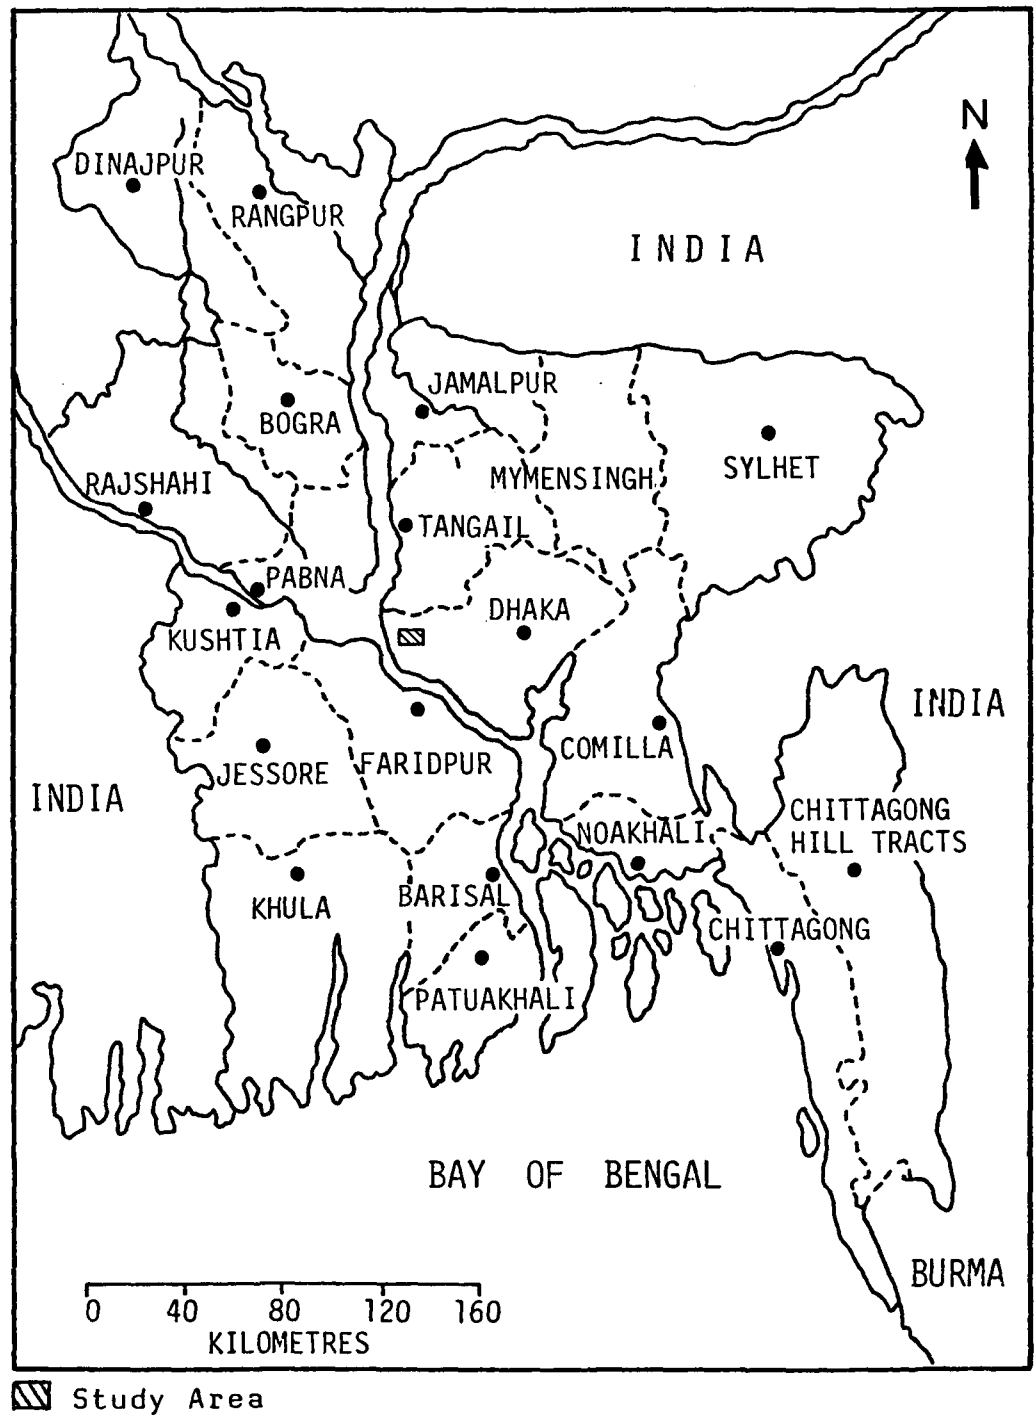 N
DINAJPUR
RANGPUR
INDIA
JAMALPUR
BOGRA
SYLHET
MYMENSINGH
RAJSHAHI
TANGAIL
PABNA
DHAKA
KUSHTIA
INDIA
COMILLA
FARIDPUR
JESSORE
INDIA
CHITTAGONG
HILL TRACTS
NOAKHALI
BARISAL
KHULA
CHITTAGONG
PATUAKHALI
BAY OF BENGAL
BURMA
0 40 80 120 160
KILOMETRES
Study Area